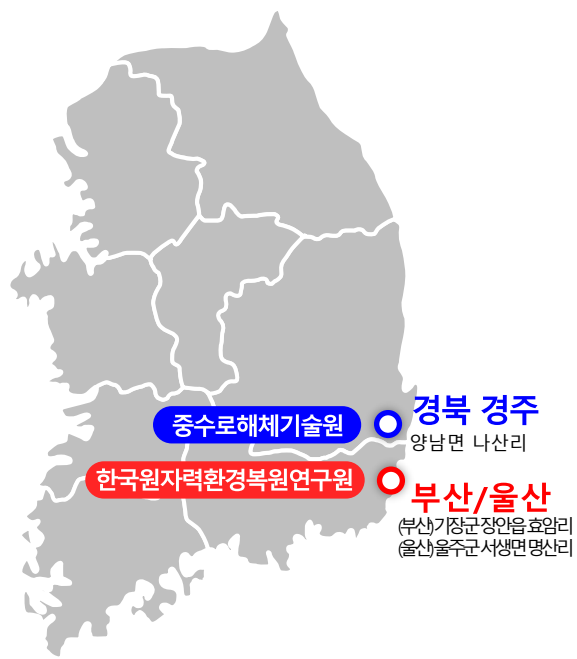 중수로해체기술원
경북 경주
양남면 나산리
한국원자력환경복원연구원
부산/울산
(부산)기장군 장안읍 효암리
(울산)울주군 서생면 명산리